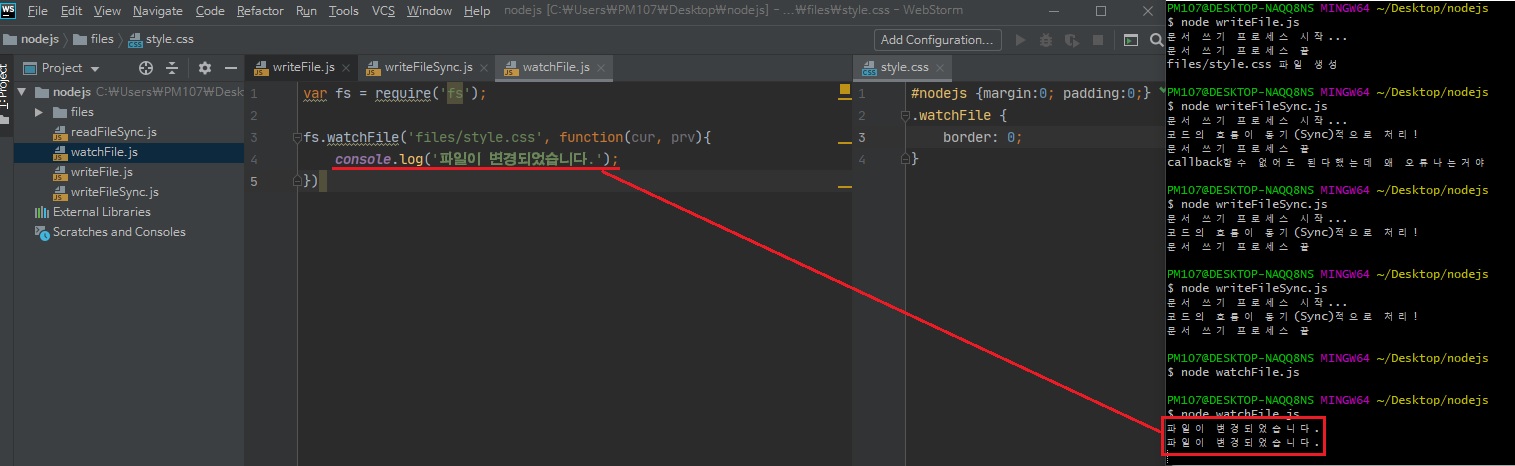 WS File Edit View Navigate Code Refactor Run Tools VCS Window Help nodejs [C:₩Users₩PM107₩Desktop₩nodejs] - ...₩files₩style.css - WebStorm
nodejs files style.css Add Configuration...
1: Project
Project
nodejs C:₩Users₩PM107₩Desk
files
readFileSync.js
watchFile.js
writeFile.js
writeFileSync.js
External Libraries
Scratches and Consoles
writeFile.js writeFileSync.js watchFile.js
1 var fs = require('fs');
2
3 fs.watchFile('files/style.css', function(cur, prv){
4 console.log('파일이 변경되었습니다.');
5 })
style.css
1 #nodejs {margin:0; padding:0;}
2 .watchFile {
3 border: 0;
4 }
PM107@DESKTOP-NAQQ8NS MINGW64 ~/Desktop/nodejs
$ node writeFile.js
문서 쓰기 프로세스 시작...
문서 쓰기 프로세스 끝
files/style.css 파일 생성
PM107@DESKTOP-NAQQ8NS MINGW64 ~/Desktop/nodejs
$ node writeFileSync.js
문서 쓰기 프로세스 시작...
코드의 흐름이 동기(Sync)적으로 처리!
문서 쓰기 프로세스 끝
callback함수 없어도 된다했는데 왜 오류나는거야
PM107@DESKTOP-NAQQ8NS MINGW64 ~/Desktop/nodejs
$ node writeFileSync.js
문서 쓰기 프로세스 시작...
코드의 흐름이 동기(Sync)적으로 처리!
문서 쓰기 프로세스 끝
PM107@DESKTOP-NAQQ8NS MINGW64 ~/Desktop/nodejs
$ node writeFileSync.js
문서 쓰기 프로세스 시작...
코드의 흐름이 동기(Sync)적으로 처리!
문서 쓰기 프로세스 끝
PM107@DESKTOP-NAQQ8NS MINGW64 ~/Desktop/nodejs
$ node watchFile.js
PM107@DESKTOP-NAQQ8NS MINGW64 ~/Desktop/nodejs
$ node watchFile.js
파일이 변경되었습니다.
파일이 변경되었습니다.